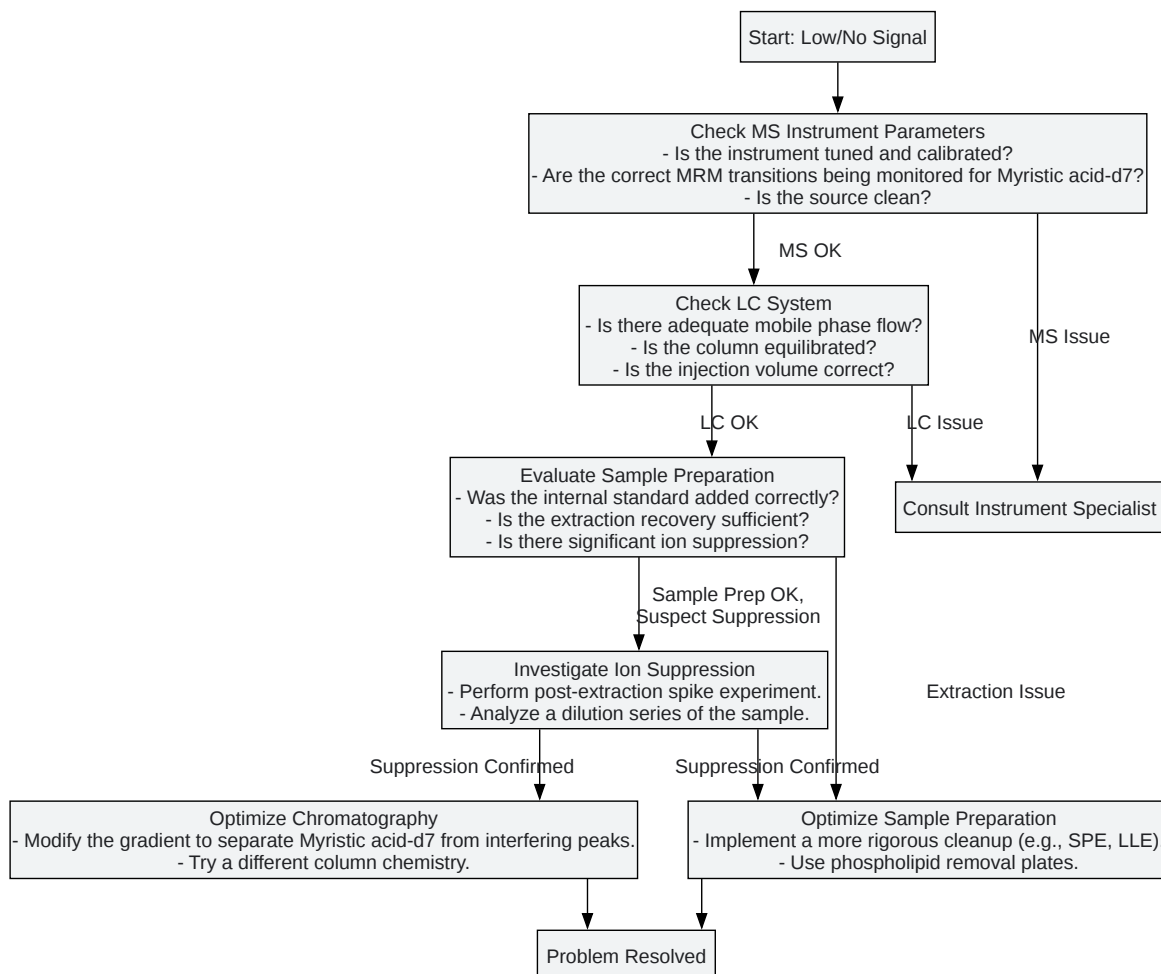 Start: Low/No Signal
Check MS Instrument Parameters
- Is the instrument tuned and calibrated?
- Are the correct MRM transitions being monitored for Myristic acid-d7?
- Is the source clean?
MS OK
Check LC System
- Is there adequate mobile phase flow?
- Is the column equilibrated?
- Is the injection volume correct?
MS Issue
LC OK
LC Issue
Evaluate Sample Preparation
- Was the internal standard added correctly?
- Is the extraction recovery sufficient?
- Is there significant ion suppression?
Consult Instrument Specialist
Sample Prep OK,
Suspect Suppression
Investigate Ion Suppression
- Perform post-extraction spike experiment.
- Analyze a dilution series of the sample.
Extraction Issue
Suppression Confirmed
Suppression Confirmed
Optimize Chromatography
- Modify the gradient to separate Myristic acid-d7 from interfering peaks.
- Try a different column chemistry.
Optimize Sample Preparation
- Implement a more rigorous cleanup (e.g., SPE, LLE).
- Use phospholipid removal plates.
Problem Resolved